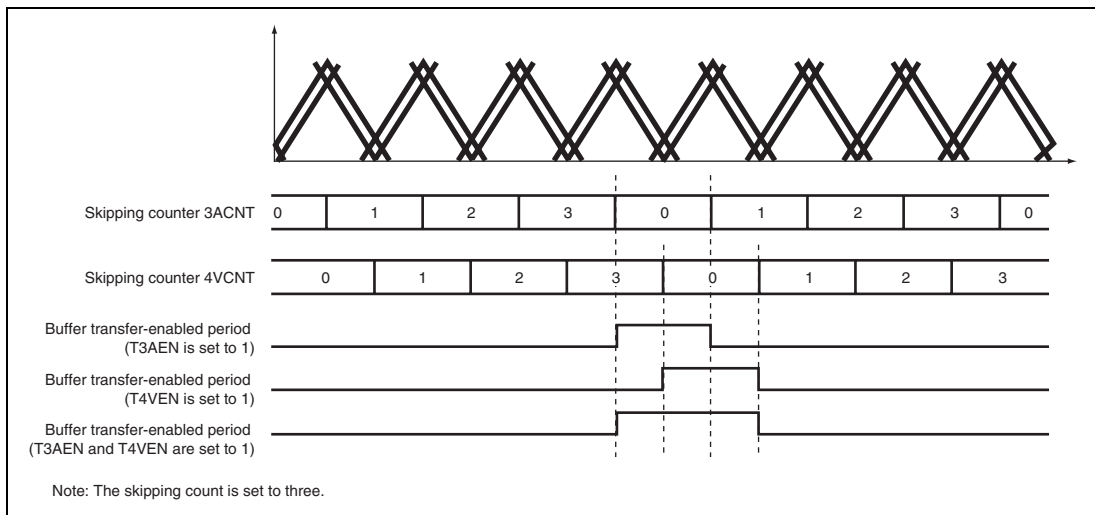 Skipping counter 3ACNT 0 1 2 3 0 1 2 3 0
Skipping counter 4VCNT 0 1 2 3 0 1 2 3
Buffer transfer-enabled period
(T3AEN is set to 1)
Buffer transfer-enabled period
(T4VEN is set to 1)
Buffer transfer-enabled period
(T3AEN and T4VEN are set to 1)
Note: The skipping count is set to three.